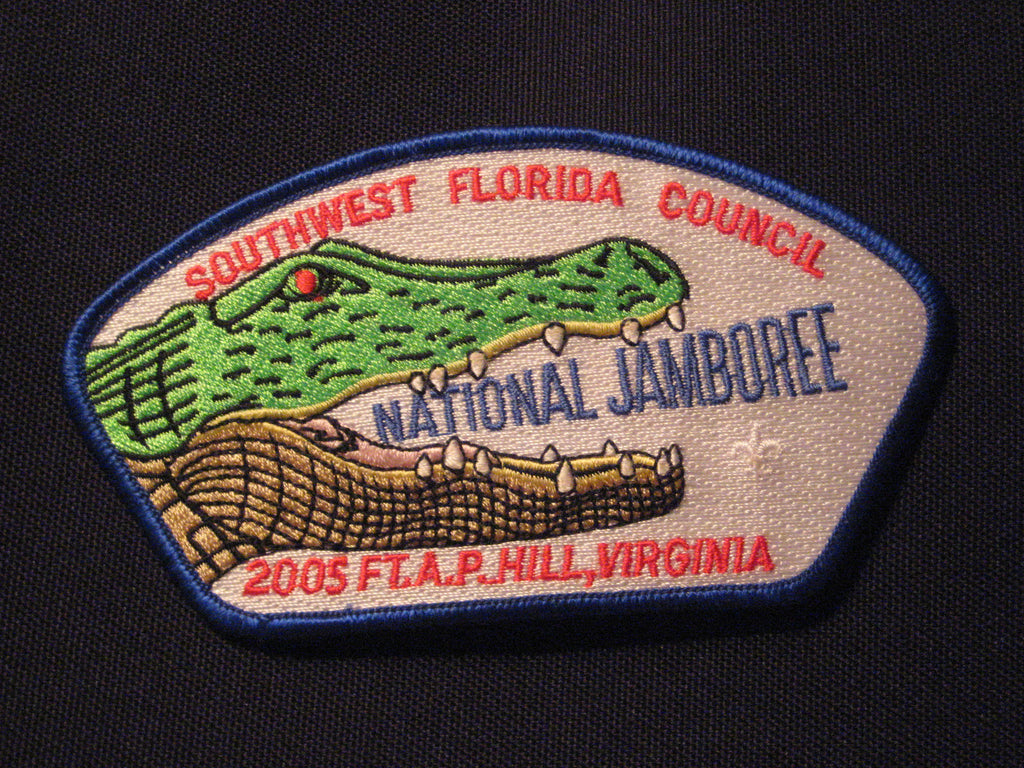 SOUTHWEST FLORIDA COUNCIL
NATIONAL JAMBOREE
2005 FT. A.P. HILL, VIRGINIA